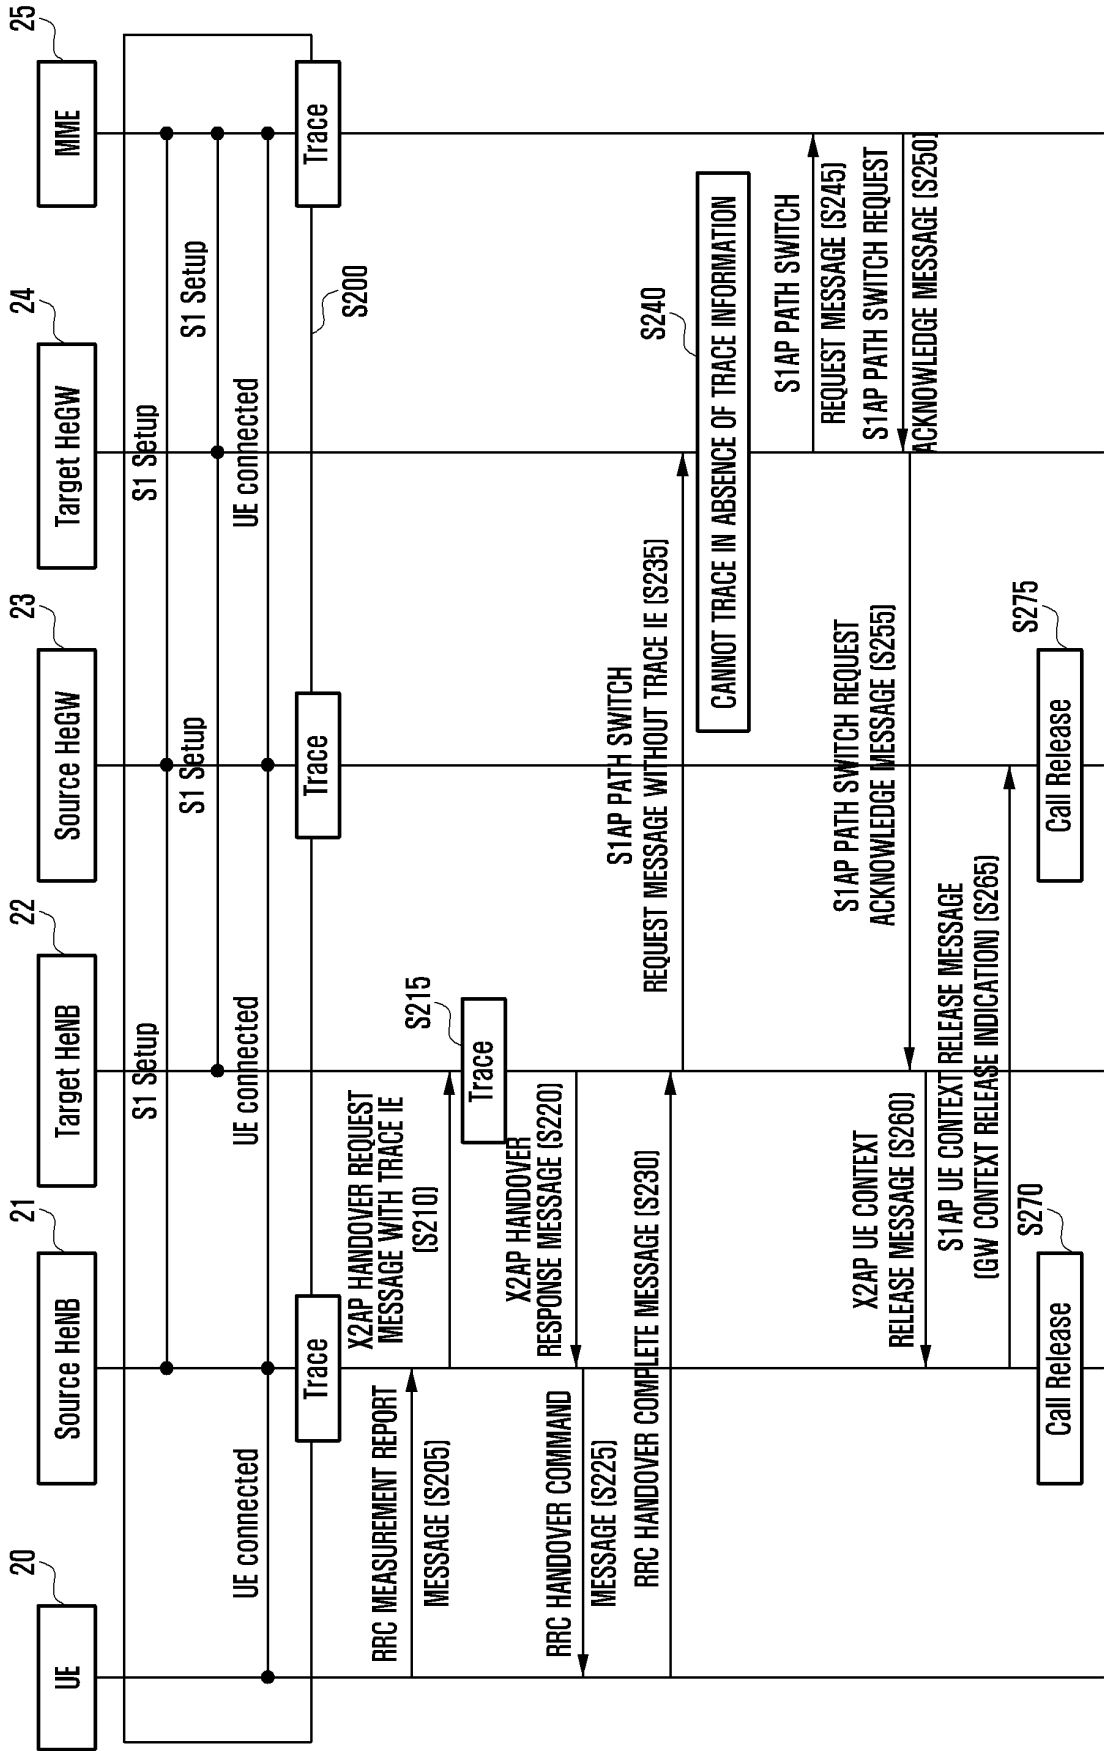 20
UE
21
Source HeNB
22
Target HeNB
23
Source HeGW
24
Target HeGW
25
MME
S1 Setup
S1 Setup
S1 Setup
S1 Setup
UE connected
UE connected
UE connected
Trace
Trace
Trace
S200
RRC MEASUREMENT REPORT
MESSAGE (S205)
X2AP HANDOVER REQUEST
MESSAGE WITH TRACE IE
(S210)
S215
Trace
X2AP HANDOVER
RESPONSE MESSAGE (S220)
RRC HANDOVER COMMAND
MESSAGE (S225)
RRC HANDOVER COMPLETE MESSAGE (S230)
S1AP PATH SWITCH
REQUEST MESSAGE WITHOUT TRACE IE (S235)
S240
CANNOT TRACE IN ABSENCE OF TRACE INFORMATION
S1AP PATH SWITCH
REQUEST MESSAGE (S245)
S1AP PATH SWITCH REQUEST
ACKNOWLEDGE MESSAGE (S250)
S1AP PATH SWITCH REQUEST
ACKNOWLEDGE MESSAGE (S255)
X2AP UE CONTEXT
RELEASE MESSAGE (S260)
S1AP UE CONTEXT RELEASE MESSAGE
(GW CONTEXT RELEASE INDICATION) (S265)
S270
Call Release
S275
Call Release